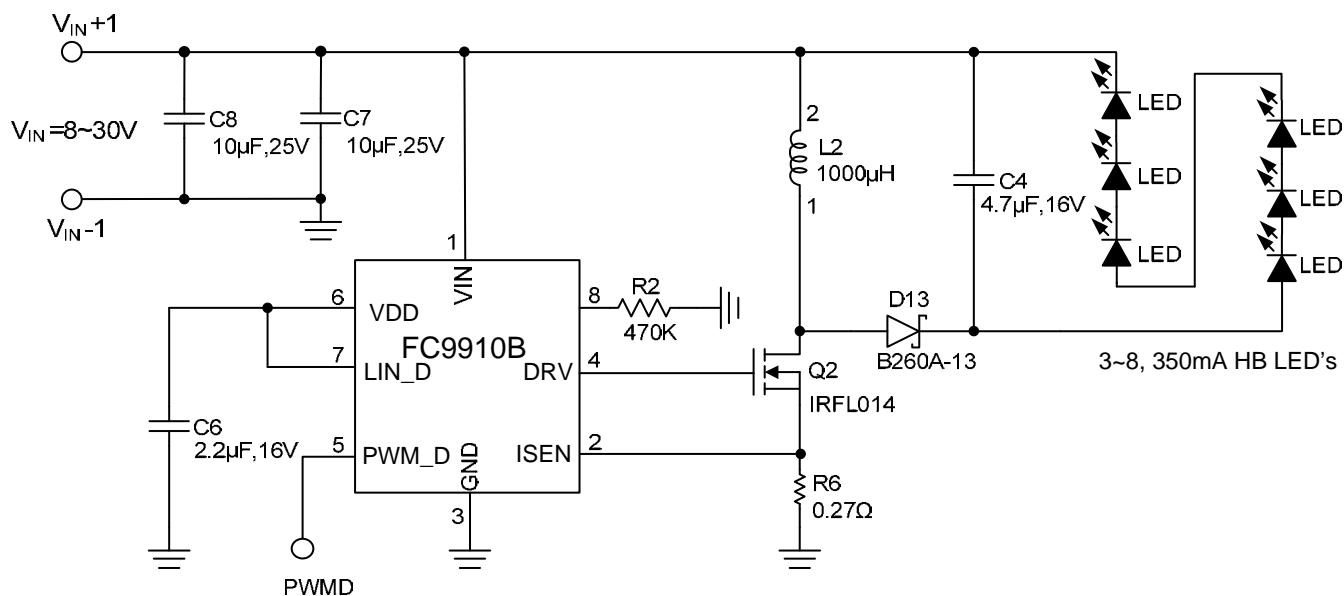 V_IN+1
V_IN=8~30V
V_IN-1
C8
10µF,25V
C7
10µF,25V
2
L2
1000µH
1
C4
4.7µF,16V
LED
LED
LED
LED
LED
LED
1
VIN
6
VDD
7
LIN_D
FC9910B
8
R2
470K
DRV
4
D13
B260A-13
Q2
IRFL014
3~8, 350mA HB LED’s
C6
2.2µF,16V
5
PWM_D
GND
3
ISEN
2
R6
0.27Ω
PWMD